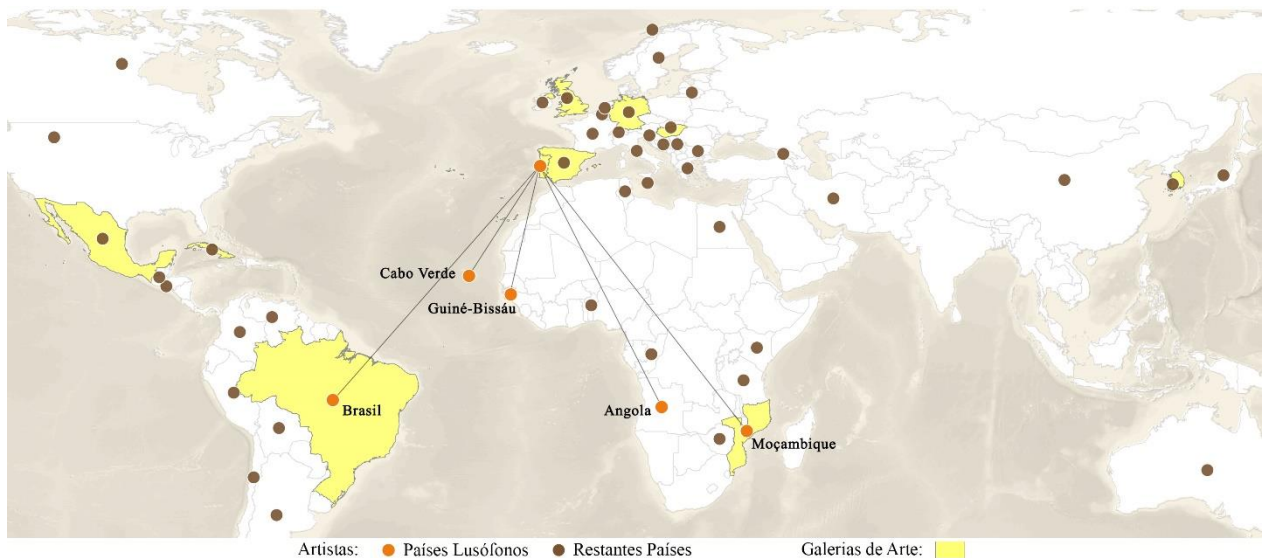 Cabo Verde
Guiné-Bissáu
Brasil
Angola
Moçambique
Artistas: Países Lusófonos Restantes Países Galerias de Arte: